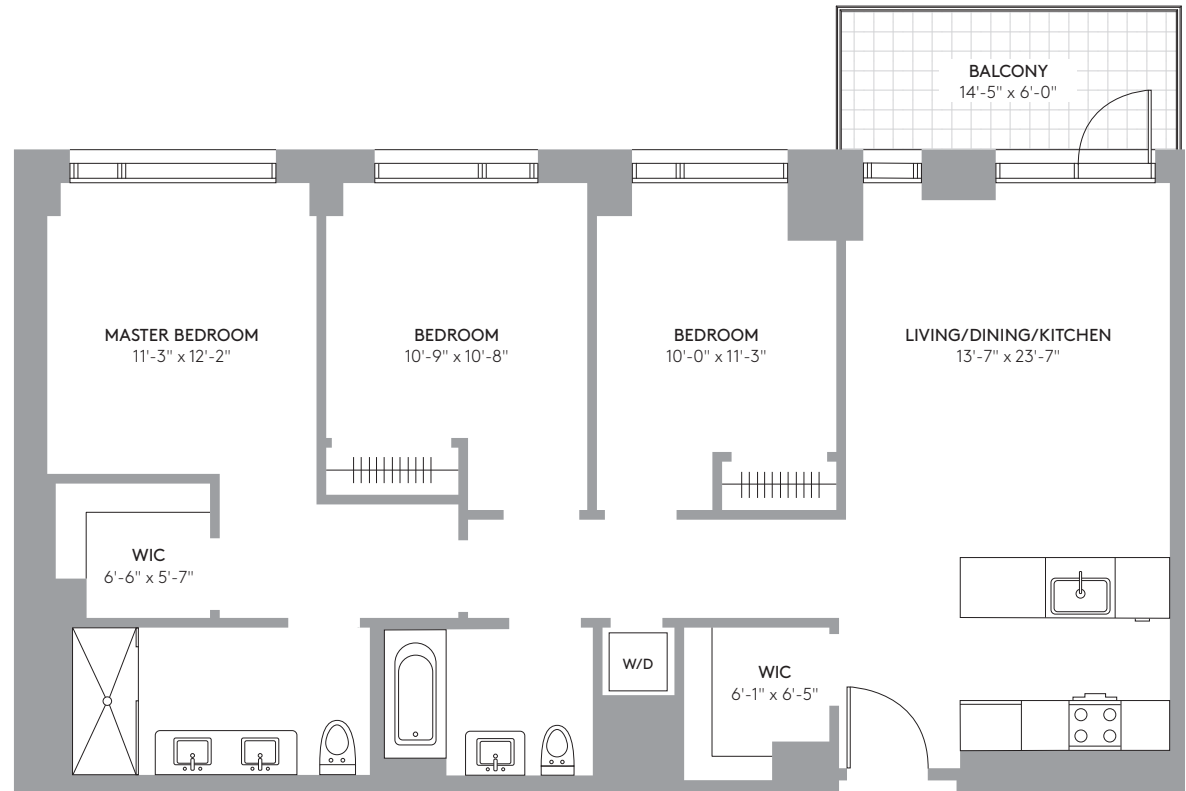 BALCONY
14'-5" x 6'-0"
MASTER BEDROOM
11'-3" x 12'-2"
BEDROOM
10'-9" x 10'-8"
BEDROOM
10'-0" x 11'-3"
LIVING/DINING/KITCHEN
13'-7" x 23'-7"
WIC
6'-6" x 5'-7"
W/D
WIC
6'-1" x 6'-5"